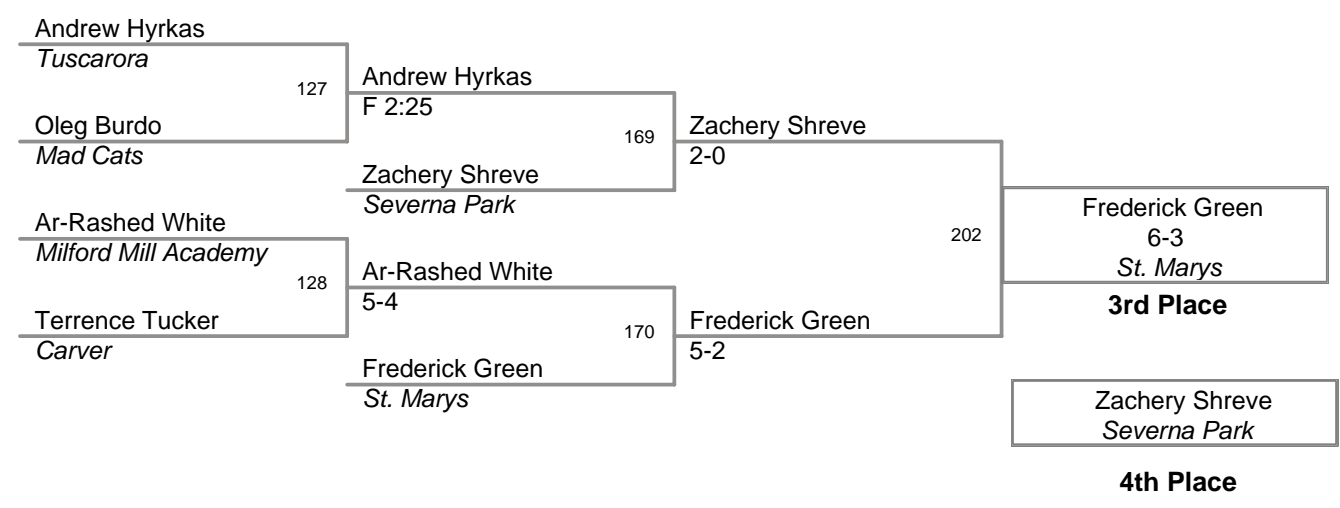 Andrew Hyrkas
Tuscarora
127
Andrew Hyrkas
F 2:25
Oleg Burdo
Mad Cats
169
Zachery Shreve
2-0
Zachery Shreve
Severna Park
Ar-Rashed White
Milford Mill Academy
128
Ar-Rashed White
5-4
Terrence Tucker
Carver
170
Frederick Green
5-2
Frederick Green
St. Marys
202
Frederick Green
6-3
St. Marys
3rd Place
Zachery Shreve
Severna Park
4th Place